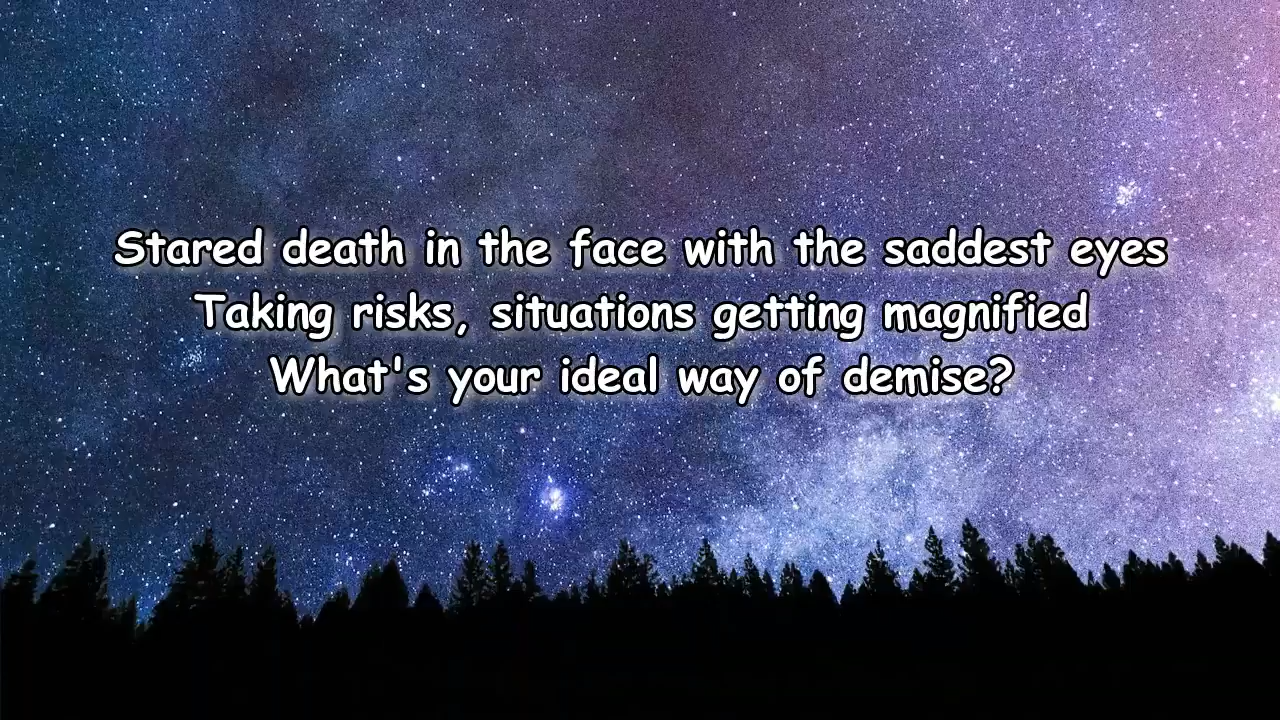 Stared death in the face with the saddest eyes
Taking risks, situations getting magnified
What's your ideal way of demise?